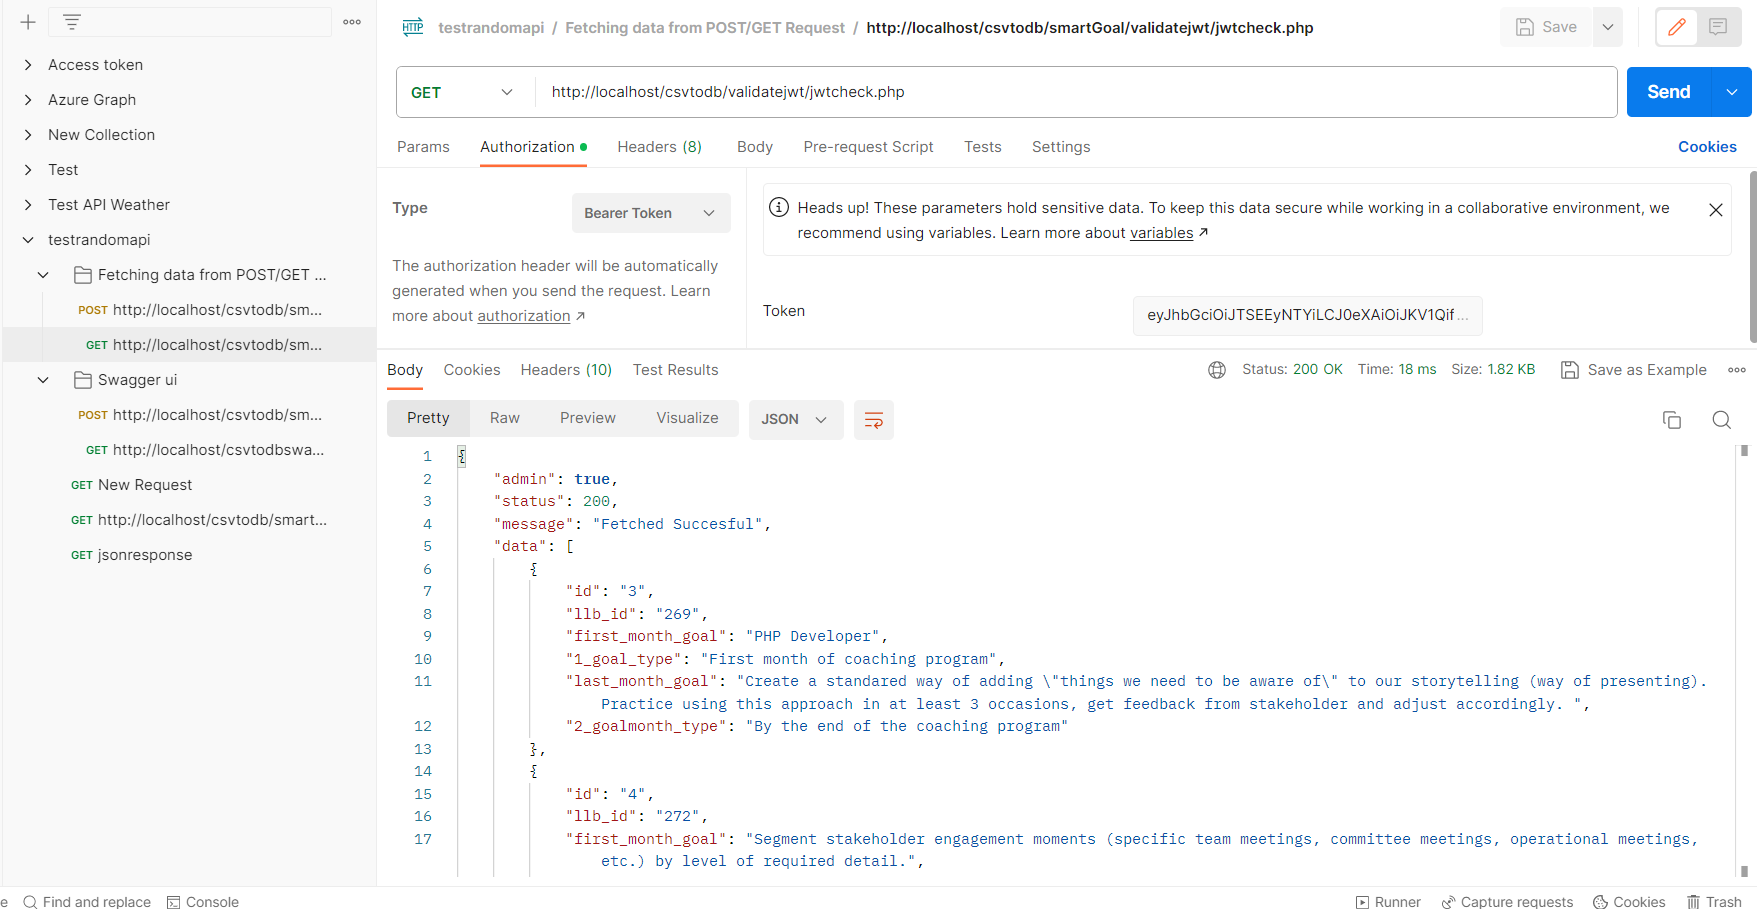 Access token
Azure Graph
New Collection
Test
Test API Weather
testrandomapi
Fetching data from POST/GET ...
POST http://localhost/csvtodb/sm...
GET http://localhost/csvtodb/sm...
Swagger ui
POST http://localhost/csvtodb/sm...
GET http://localhost/csvtodbswa...
GET New Request
GET http://localhost/csvtodb/smart...
GET jsonresponse
HTTP testrandomapi / Fetching data from POST/GET Request / http://localhost/csvtodb/smartGoal/validatejwt/jwtcheck.php
Save
GET http://localhost/csvtodb/validatejwt/jwtcheck.php
Send
Params Authorization Headers (8) Body Pre-request Script Tests Settings Cookies
Type Bearer Token
The authorization header will be automatically
generated when you send the request. Learn
more about authorization ↗
Heads up! These parameters hold sensitive data. To keep this data secure while working in a collaborative environment, we
recommend using variables. Learn more about variables ↗
Token eyJhbGciOiJTSEEyNTYiLCJ0eXAiOiJKV1Qif ...
Body Cookies Headers (10) Test Results Status: 200 OK Time: 18 ms Size: 1.82 KB Save as Example
Pretty Raw Preview Visualize JSON
1 {
2 "admin": true,
3 "status": 200,
4 "message": "Fetched Succesful",
5 "data": [
6 {
7 "id": "3",
8 "llb_id": "269",
9 "first_month_goal": "PHP Developer",
10 "1_goal_type": "First month of coaching program",
11 "last_month_goal": "Create a standared way of adding \"things we need to be aware of\" to our storytelling (way of presenting).
Practice using this approach in at least 3 occasions, get feedback from stakeholder and adjust accordingly. ",
12 "2_goalmonth_type": "By the end of the coaching program"
13 },
14 {
15 "id": "4",
16 "llb_id": "272",
17 "first_month_goal": "Segment stakeholder engagement moments (specific team meetings, committee meetings, operational meetings,
etc.) by level of required detail.",
e Find and replace Console Runner Capture requests Cookies Trash